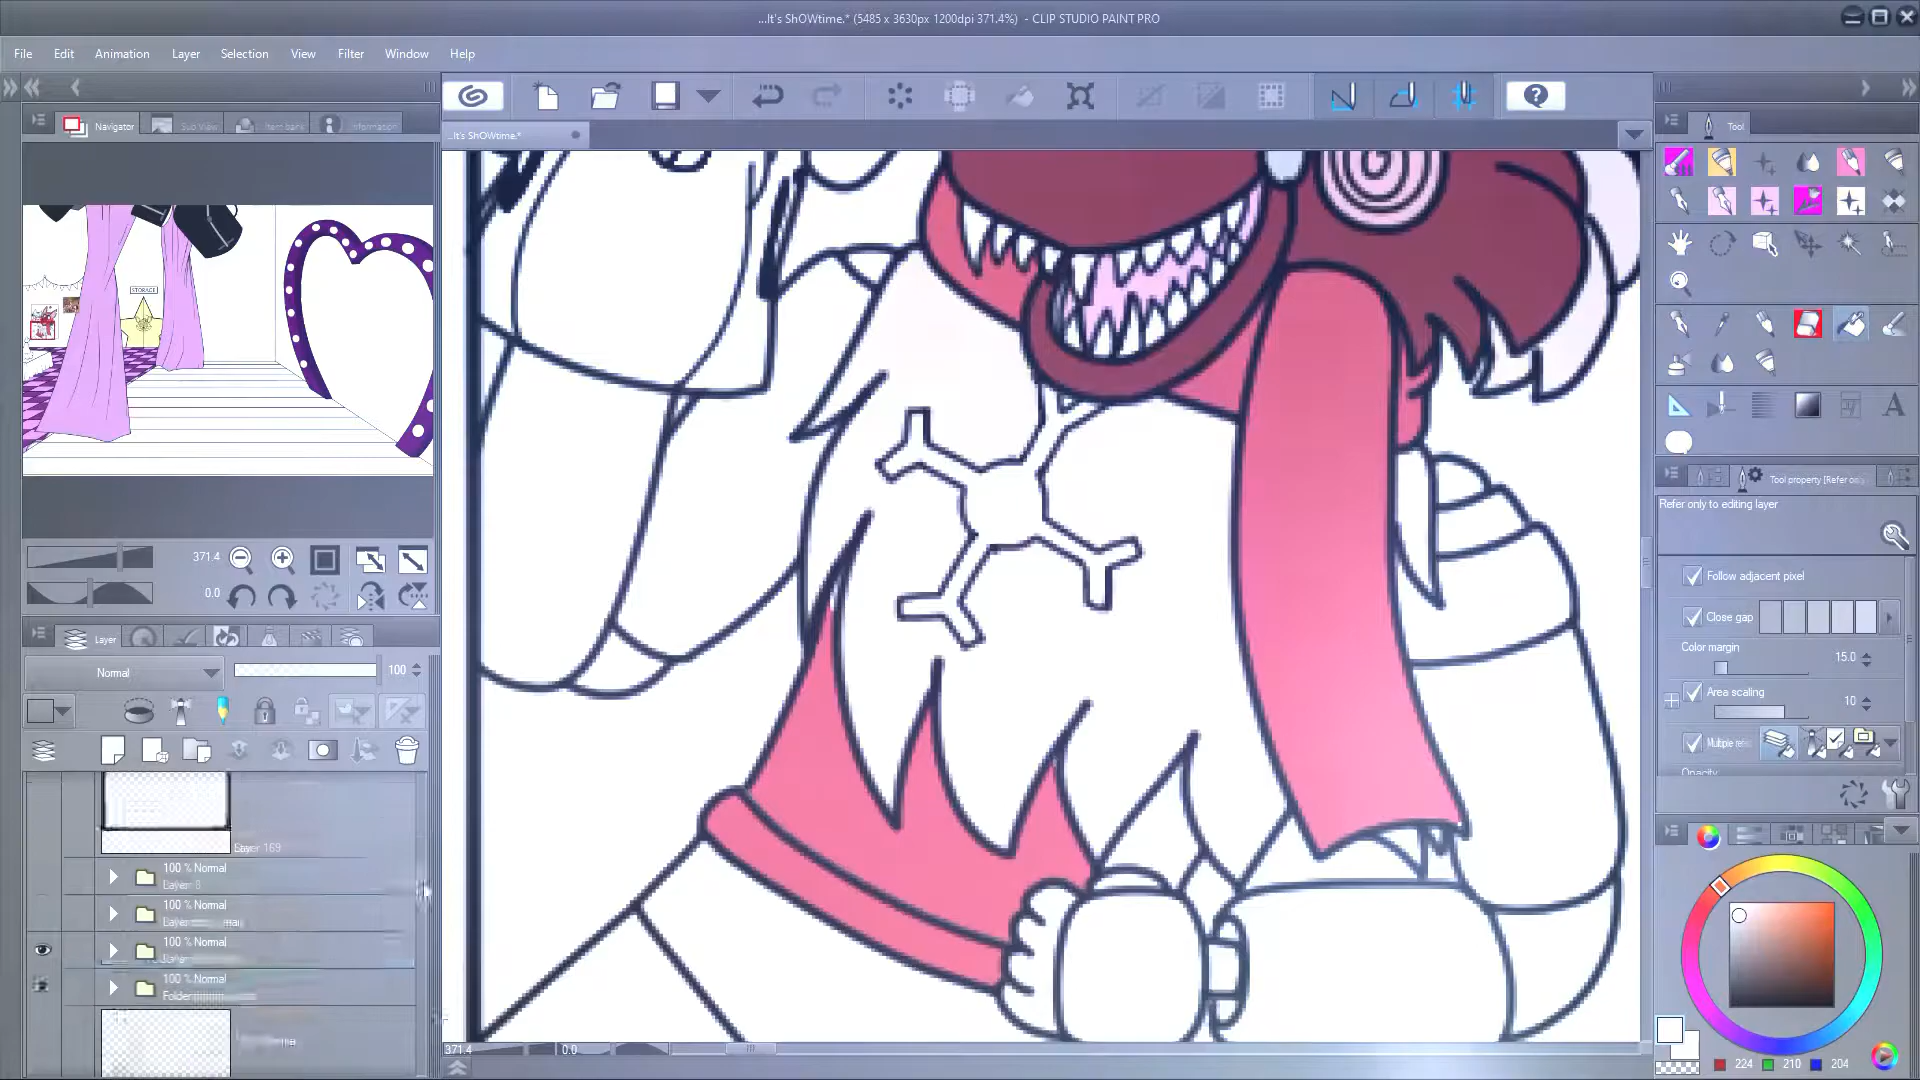 ...It's ShOWtime.* (5485 x 3630px 1200dpi 371.4%) - CLIP STUDIO PAINT PRO
File Edit Animation Layer Selection View Filter Window Help
Navigator Sub View Item bank Information
...It's ShOWtime.*
Tool
STORAGE
Tool property [Refer on
Refer only to editing layer
371.4
0.0
Follow adjacent pixel
Close gap
Color margin
15.0
Area scaling
10
Multiple refe
Opacity
Layer
Normal 100
Layer 169
100 % Normal
Layer 8
100 % Normal
Layer
100 % Normal
Layer
100 % Normal
Folder
371.4 0.0
224 210 204